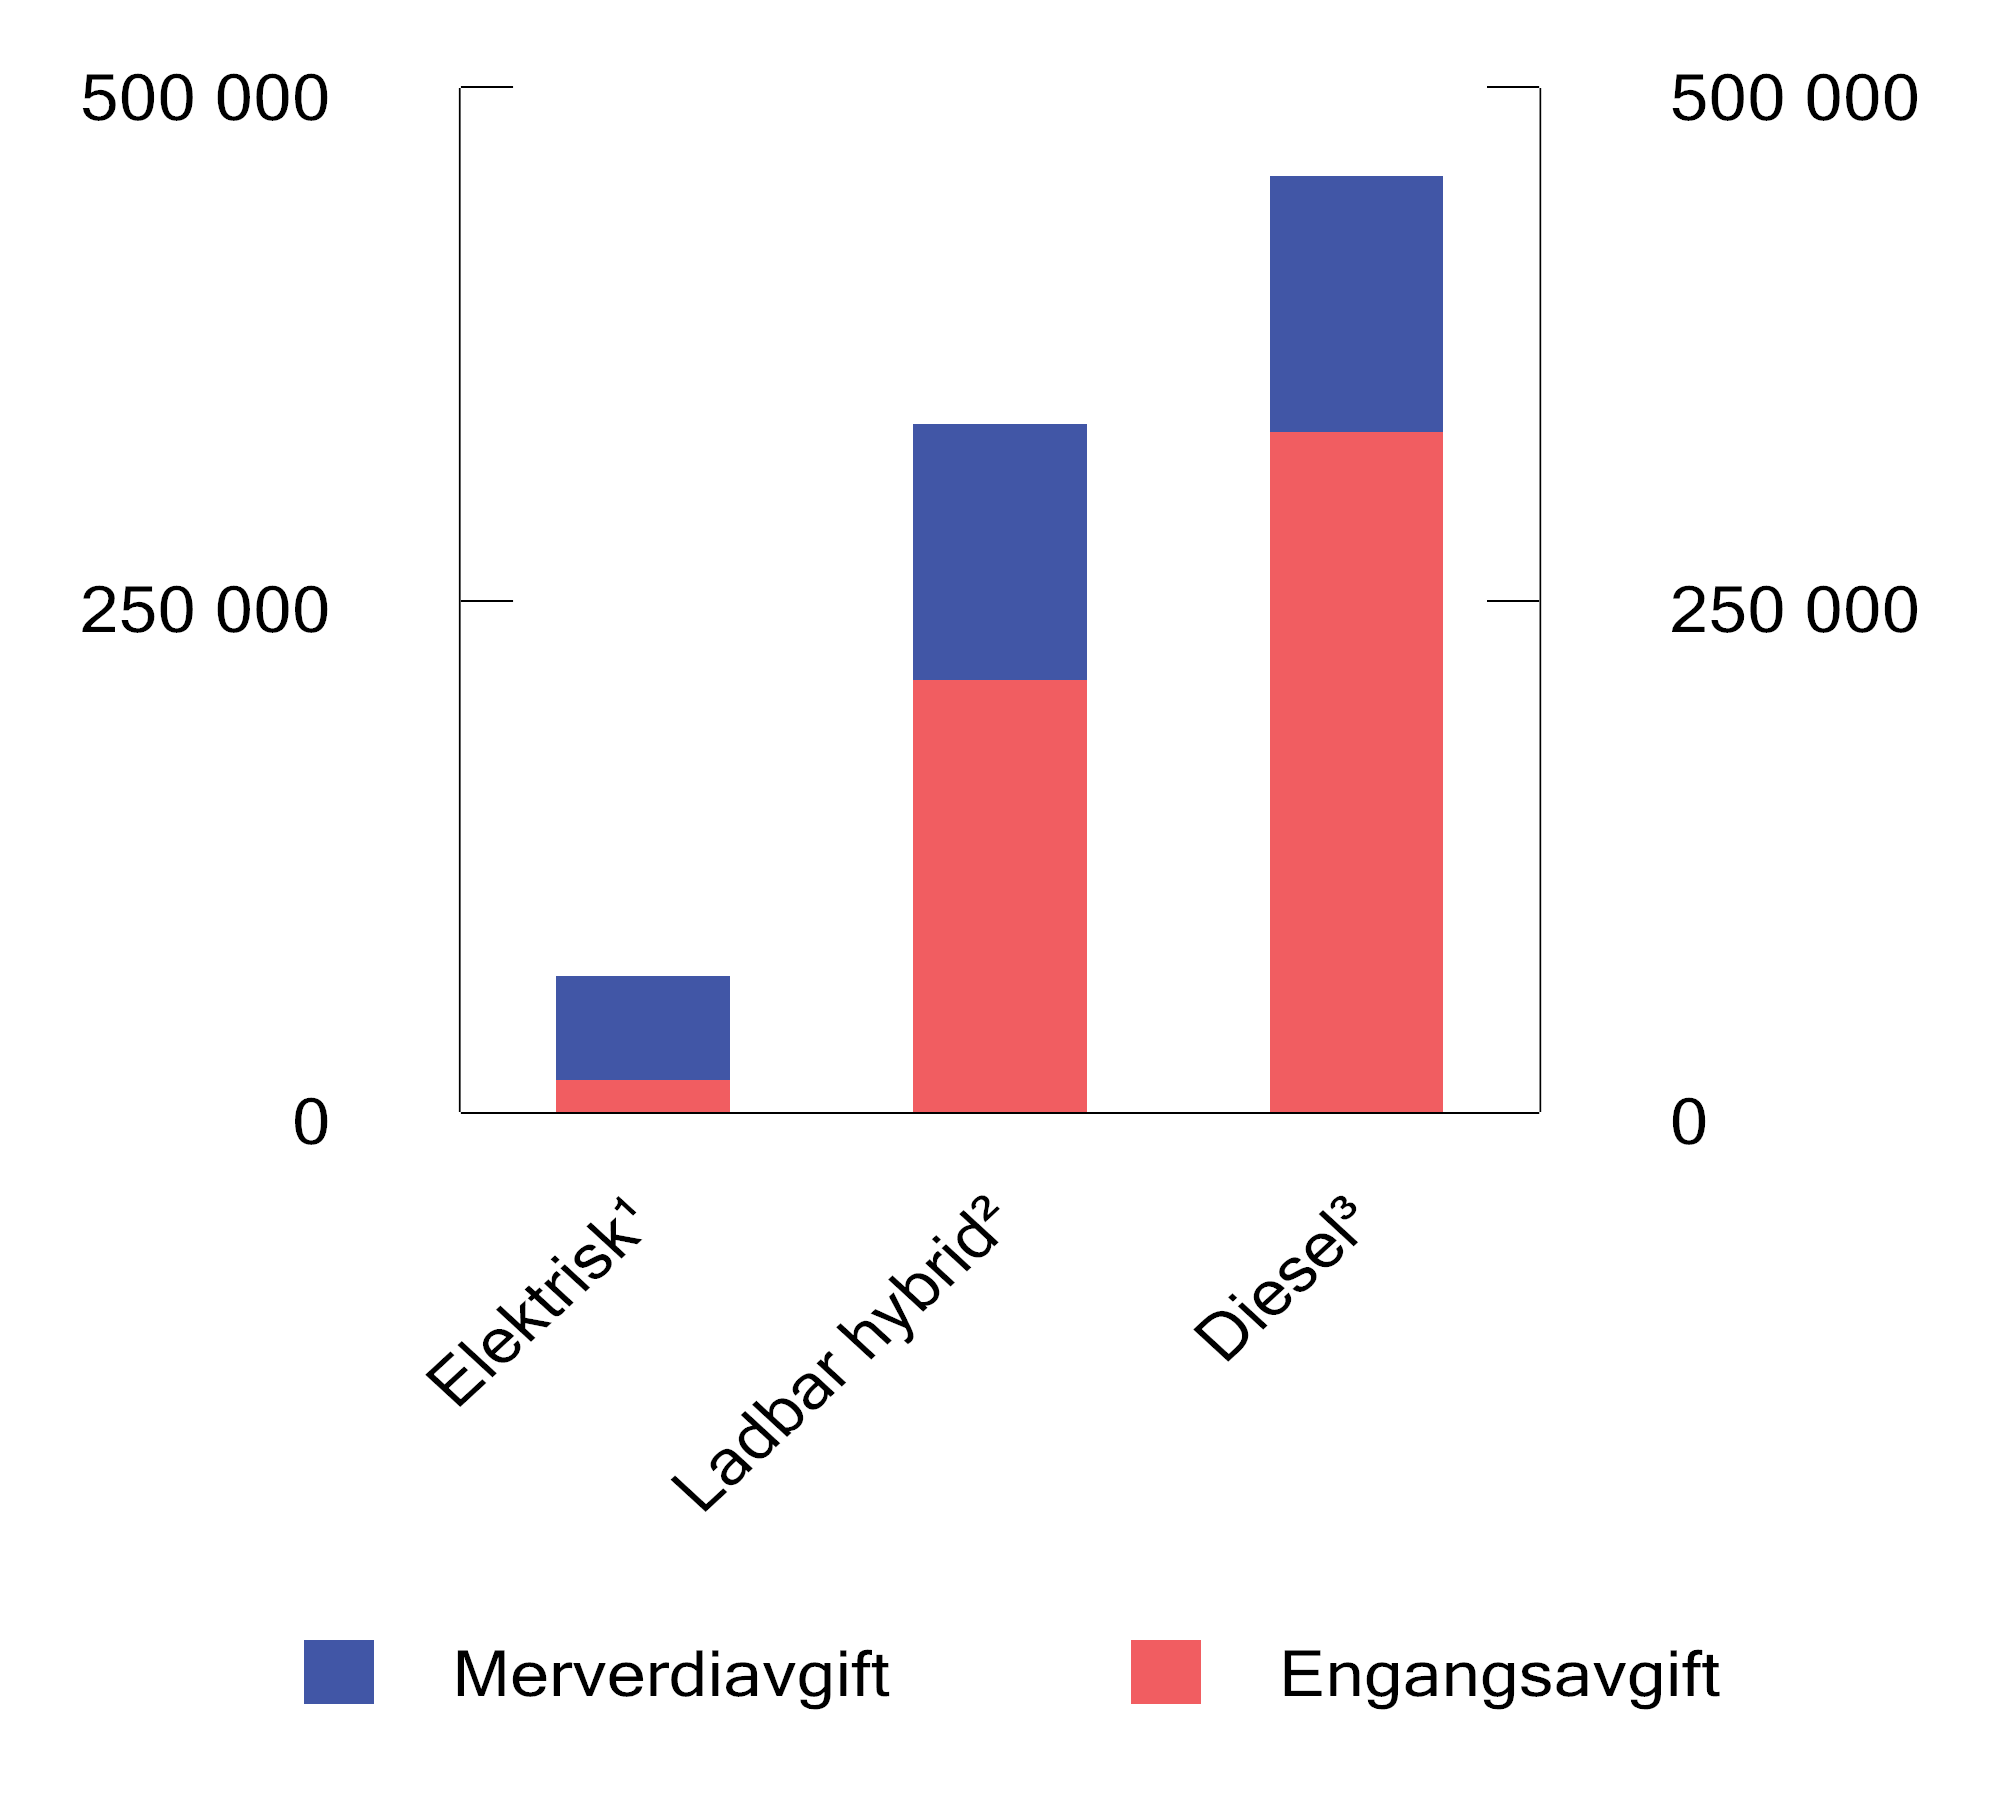 500 000
500 000
250 000
250 000
0
0
Elektrisk¹
Ladbar hybrid²
Diesel³
Merverdiavgift
Engangsavgift